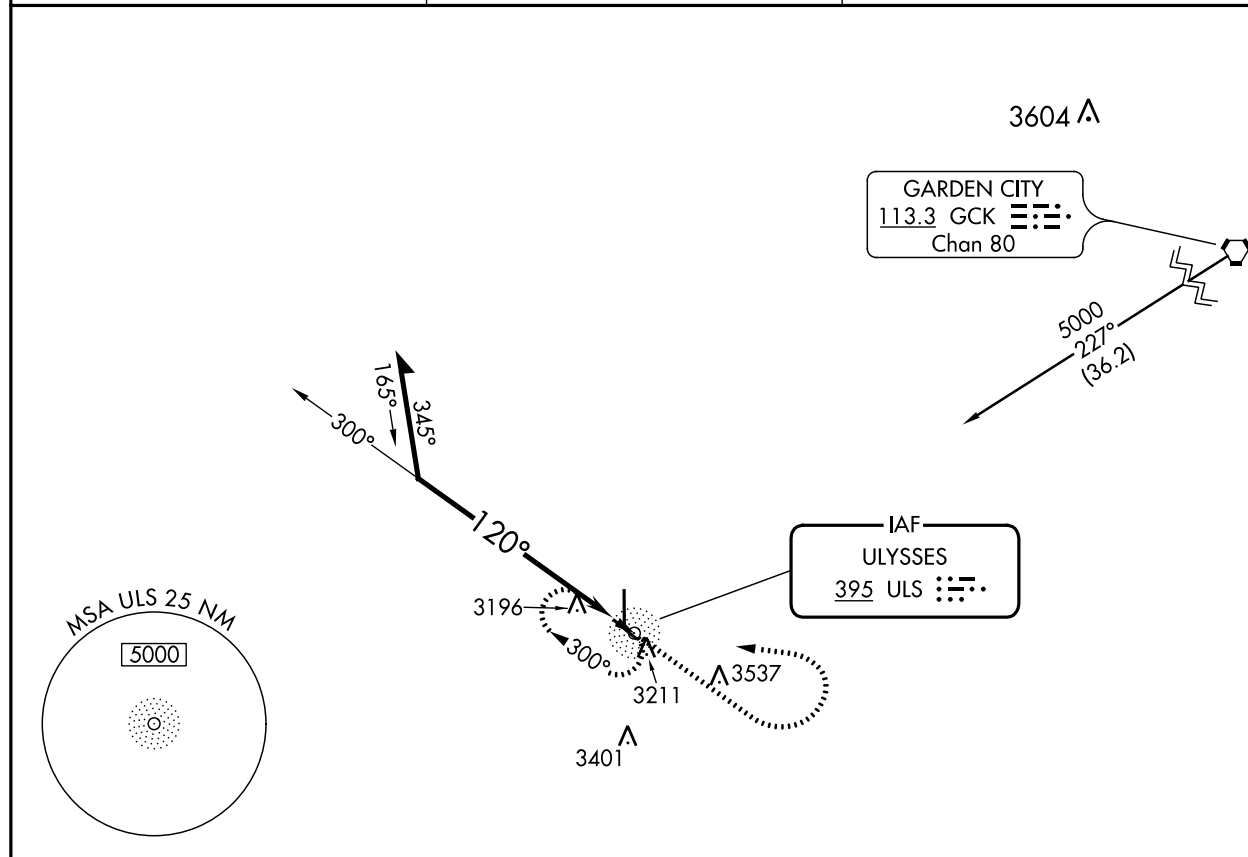 3604
GARDEN CITY
113.3 GCK
Chan 80
5000
227°
(36.2)
165°
345°
300°
120°
IAF
ULYSSES
395 ULS
3196
300°
3211
3537
3401
MSA ULS 25 NM
5000